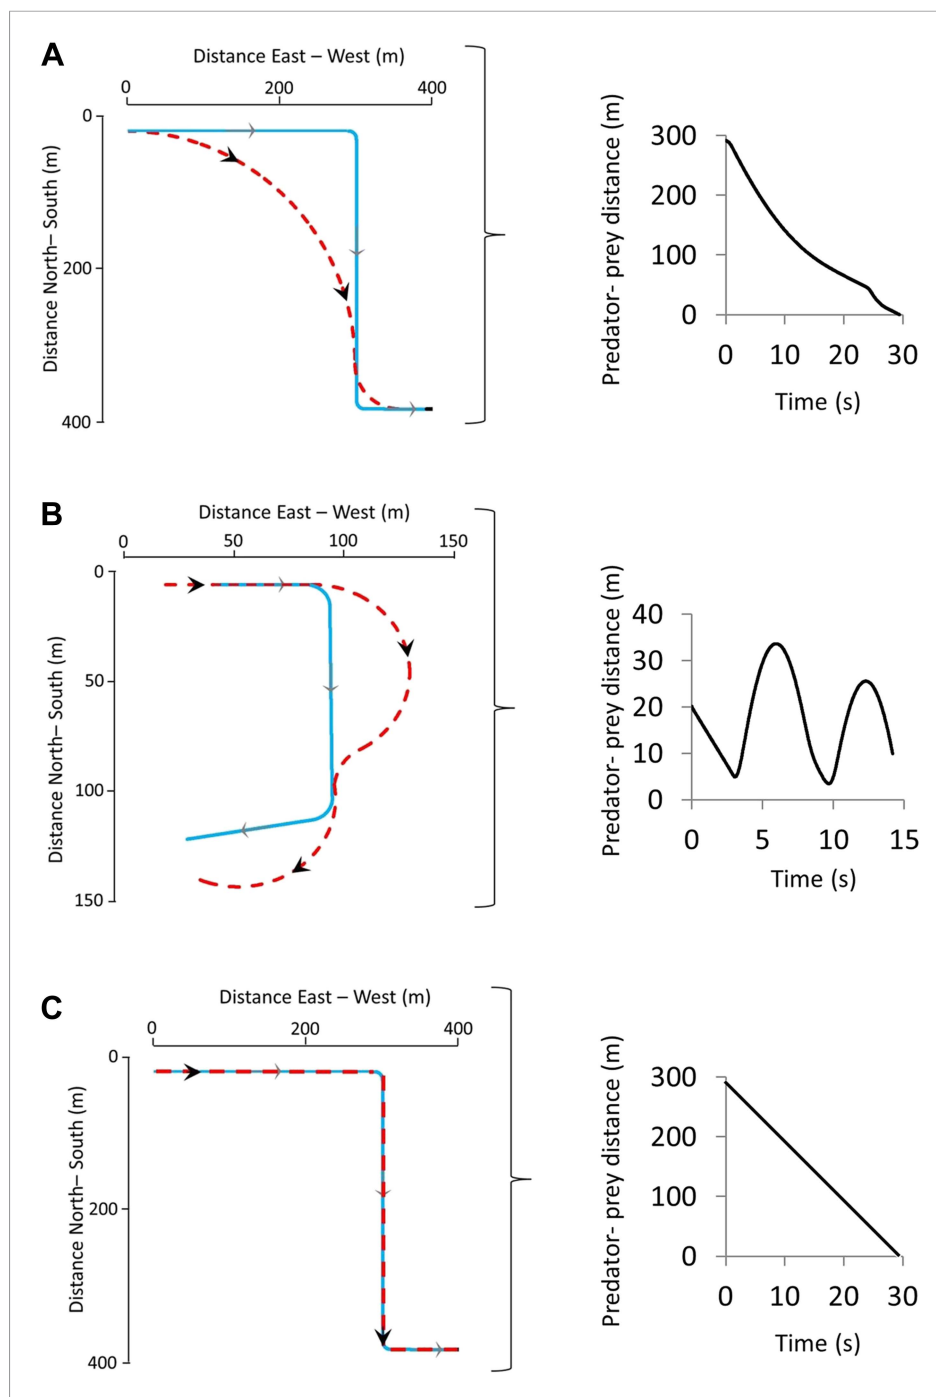 A
Distance East – West (m)
0 200 400
Distance North– South (m)
0
200
400
Predator- prey distance (m)
300
200
100
0
0 10 20 30
Time (s)
B
Distance East – West (m)
0 50 100 150
Distance North– South (m)
0
50
100
150
Predator- prey distance (m)
40
30
20
10
0
0 5 10 15
Time (s)
C
Distance East – West (m)
0 200 400
Distance North– South (m)
0
200
400
Predator- prey distance (m)
300
200
100
0
0 10 20 30
Time (s)